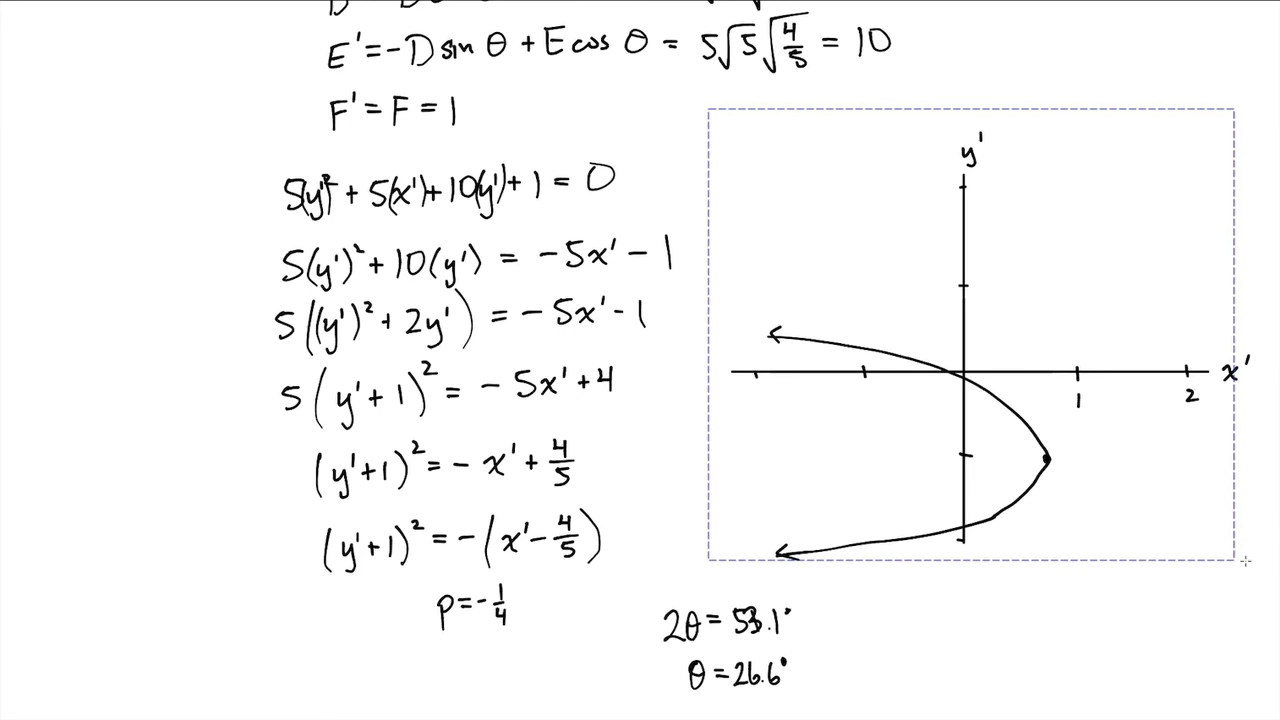 E' = -D sin θ + E cos θ = 5√5 √(4/5) = 10
F' = F = 1
5(y')² + 5(x') + 10(y') + 1 = 0
5(y')² + 10(y') = -5x' - 1
5((y')² + 2y') = -5x' - 1
5(y' + 1)² = -5x' + 4
(y' + 1)² = -x' + 4/5
(y' + 1)² = -(x' - 4/5)
p = -1/4
y'
x'
1
2
2θ = 53.1°
θ = 26.6°